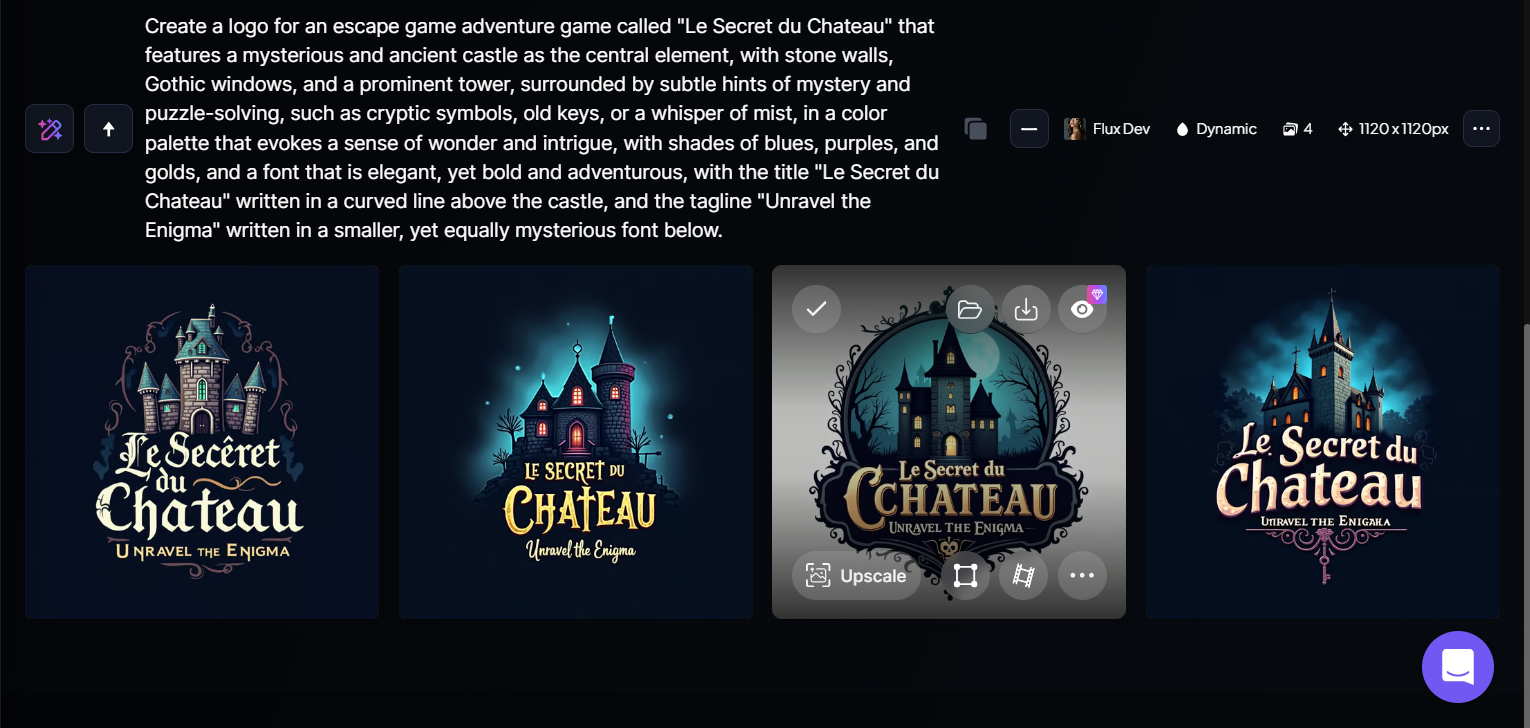 Create a logo for an escape game adventure game called "Le Secret du Chateau" that
features a mysterious and ancient castle as the central element, with stone walls,
Gothic windows, and a prominent tower, surrounded by subtle hints of mystery and
puzzle-solving, such as cryptic symbols, old keys, or a whisper of mist, in a color
palette that evokes a sense of wonder and intrigue, with shades of blues, purples, and
golds, and a font that is elegant, yet bold and adventurous, with the title "Le Secret du
Chateau" written in a curved line above the castle, and the tagline "Unravel the
Enigma" written in a smaller, yet equally mysterious font below.
Flux Dev
Dynamic
4
1120 x 1120px
Le Secêret
du
Chateau
UNRAVEL THE ENIGMA
LE SECRET DU
CHATEAU
Unravel the Enigma
Le Secret du
CCHATEAU
UNRAVEL THE ENIGMA
Upscale
Le Secret du
Chateau